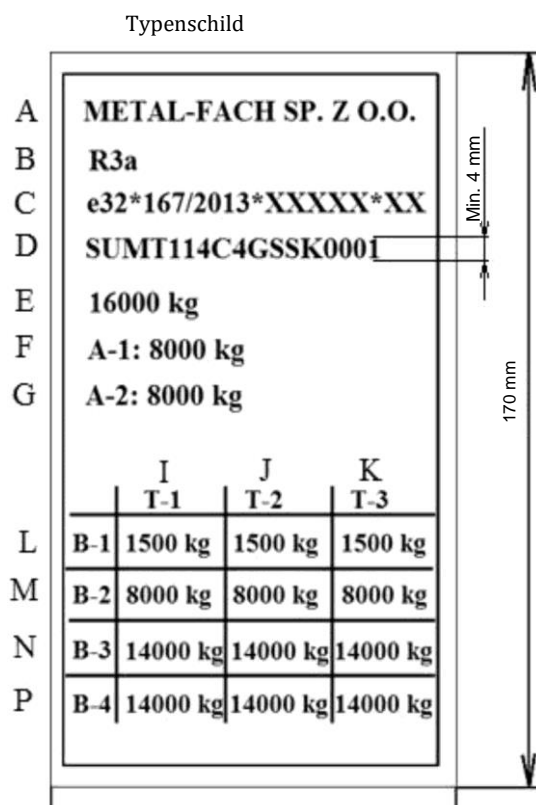 Typenschild
A METAL-FACH SP. Z O.O.
B R3a
C e32*167/2013*XXXXX*XX
D SUMT114C4GSSK0001
E 16000 kg
F A-1: 8000 kg
G A-2: 8000 kg
I J K
T-1 T-2 T-3
L B-1 1500 kg 1500 kg 1500 kg
M B-2 8000 kg 8000 kg 8000 kg
N B-3 14000 kg 14000 kg 14000 kg
P B-4 14000 kg 14000 kg 14000 kg
Min. 4 mm
170 mm